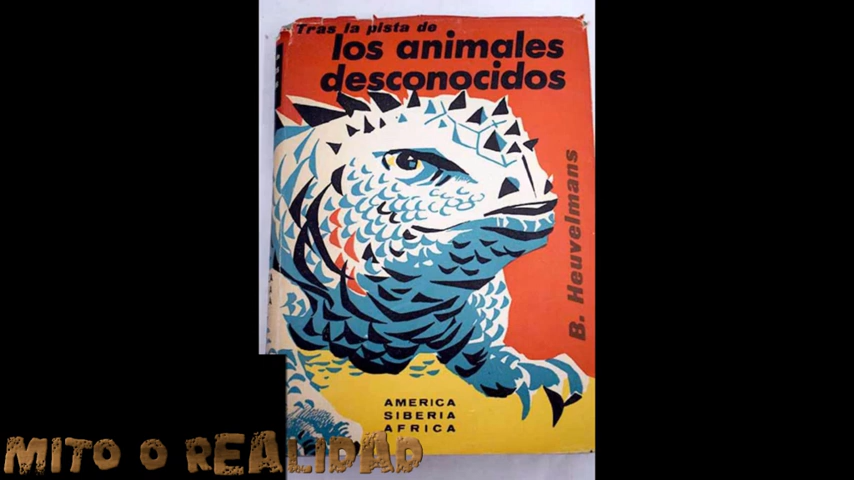 Tras la pista de
los animales
desconocidos
B. Heuvelmans
AMERICA
SIBERIA
AFRICA
MITO O REALIDAD